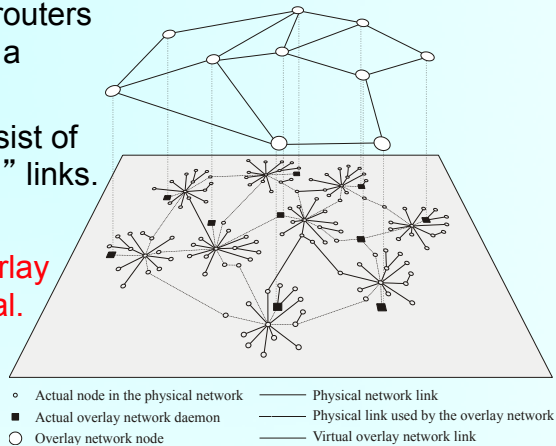 routers
a
sist of
” links.
rlay
al.
Actual node in the physical network
Physical network link
Actual overlay network daemon
Physical link used by the overlay network
Overlay network node
Virtual overlay network link